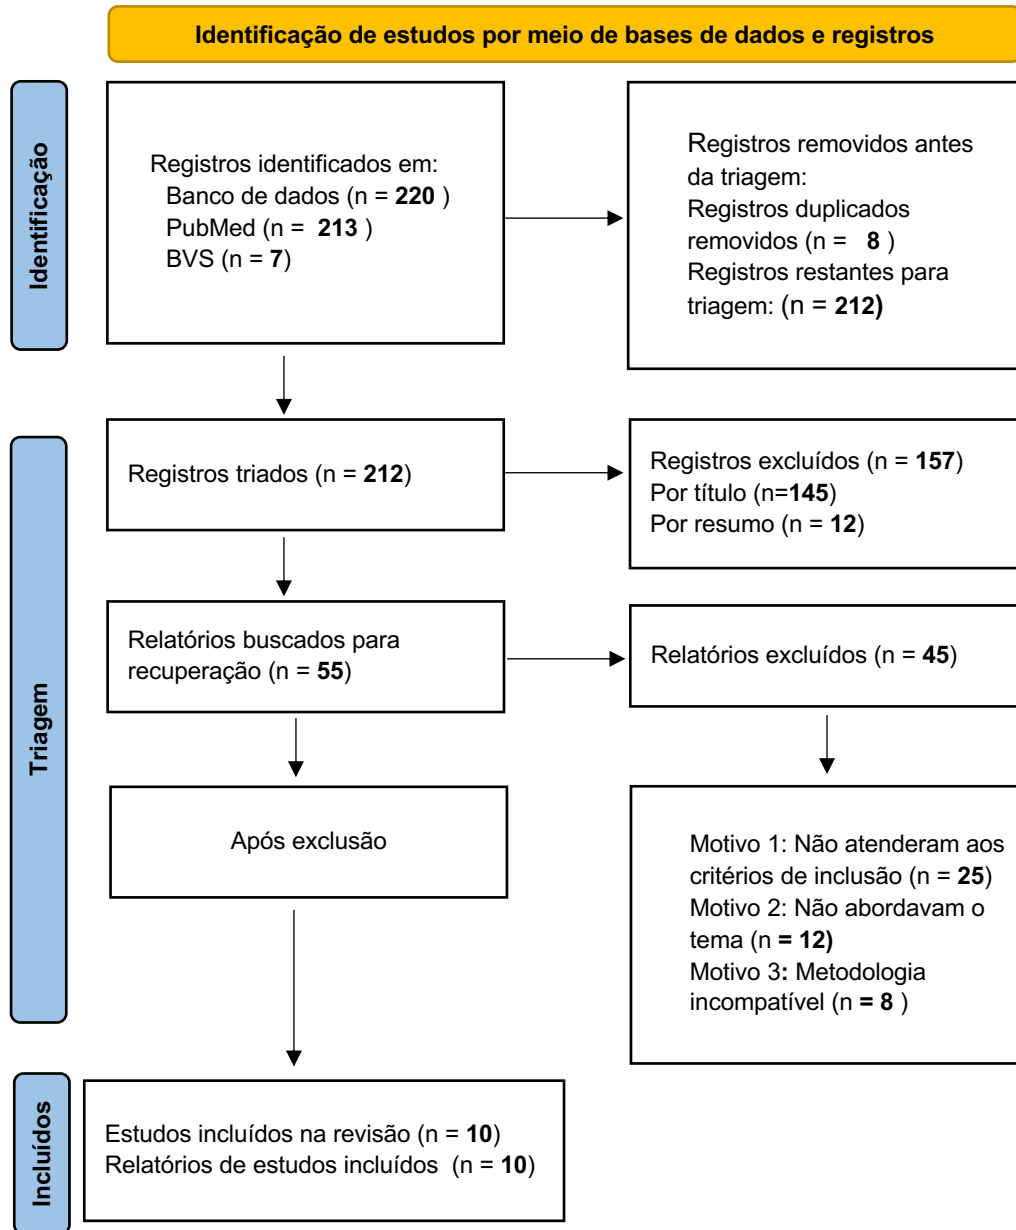 Identificação de estudos por meio de bases de dados e registros
Identificação
Registros identificados em:
Banco de dados (n = 220 )
PubMed (n =  213 )
BVS (n = 7)
Registros removidos antes
da triagem:
Registros duplicados
removidos (n =   8 )
Registros restantes para
triagem: (n = 212)
Triagem
Registros triados (n = 212)
Registros excluídos (n = 157)
Por título (n=145)
Por resumo (n = 12)
Relatórios buscados para
recuperação (n = 55)
Relatórios excluídos (n = 45)
Após exclusão
Motivo 1: Não atenderam aos
critérios de inclusão (n = 25)
Motivo 2: Não abordavam o
tema (n = 12)
Motivo 3: Metodologia
incompatível (n = 8 )
Incluídos
Estudos incluídos na revisão (n = 10)
Relatórios de estudos incluídos  (n = 10)